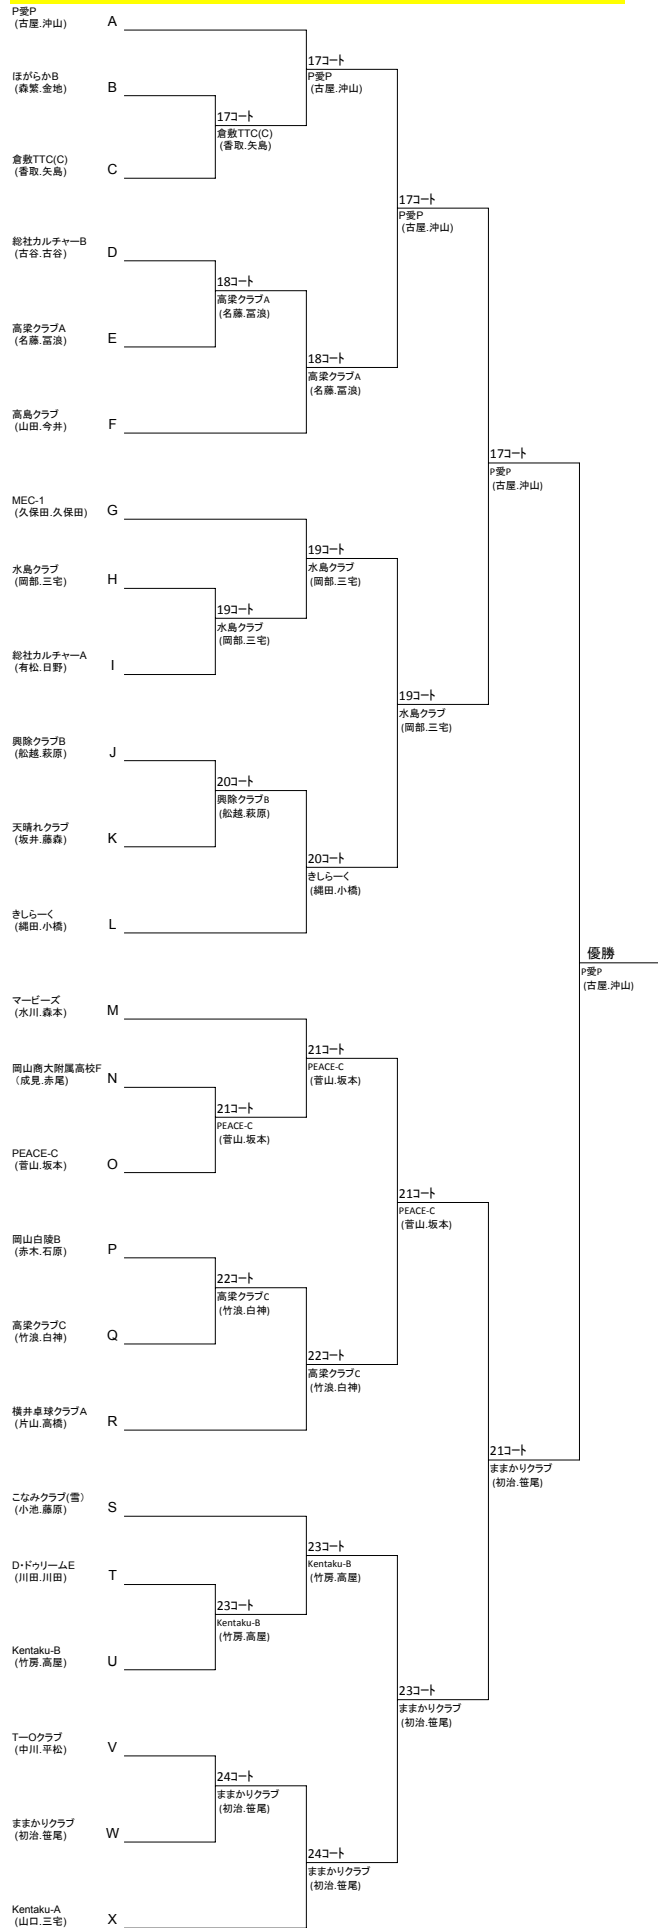 P愛P
(古屋.沖山)
A
17コート
P愛P
(古屋.沖山)
ほがらかB
(森繁.金地)
B
17コート
倉敷TTC(C)
(香取.矢島)
倉敷TTC(C)
(香取.矢島)
C
17コート
P愛P
(古屋.沖山)
総社カルチャーB
(古谷.古谷)
D
18コート
高梁クラブA
(名藤.冨浪)
高梁クラブA
(名藤.冨浪)
E
18コート
高梁クラブA
(名藤.冨浪)
高島クラブ
(山田.今井)
F
17コート
P愛P
(古屋.沖山)
MEC-1
(久保田.久保田)
G
19コート
水島クラブ
(岡部.三宅)
水島クラブ
(岡部.三宅)
H
19コート
水島クラブ
(岡部.三宅)
総社カルチャーA
(有松.日野)
I
19コート
水島クラブ
(岡部.三宅)
興除クラブB
(舩越.萩原)
J
20コート
興除クラブB
(舩越.萩原)
天晴れクラブ
(坂井.藤森)
K
20コート
きしらーく
(縄田.小橋)
きしらーく
(縄田.小橋)
L
優勝
P愛P
(古屋.沖山)
マービーズ
(水川.森本)
M
21コート
PEACE-C
(菅山.坂本)
岡山商大附属高校F
(成見.赤尾)
N
21コート
PEACE-C
(菅山.坂本)
PEACE-C
(菅山.坂本)
O
21コート
PEACE-C
(菅山.坂本)
岡山白陵B
(赤木.石原)
P
22コート
高梁クラブC
(竹浪.白神)
高梁クラブC
(竹浪.白神)
Q
22コート
高梁クラブC
(竹浪.白神)
横井卓球クラブA
(片山.高橋)
R
21コート
ままかりクラブ
(初治.笹尾)
こなみクラブ(雪)
(小池.藤原)
S
23コート
Kentaku-B
(竹房.高屋)
D・ドゥリームE
(川田.川田)
T
23コート
Kentaku-B
(竹房.高屋)
Kentaku-B
(竹房.高屋)
U
23コート
ままかりクラブ
(初治.笹尾)
T－Oクラブ
(中川.平松)
V
24コート
ままかりクラブ
(初治.笹尾)
ままかりクラブ
(初治.笹尾)
W
24コート
ままかりクラブ
(初治.笹尾)
Kentaku-A
(山口.三宅)
X